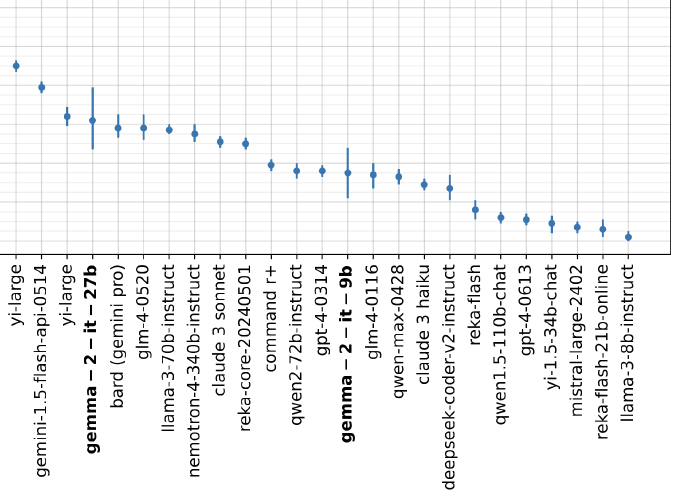 yi-large
gemini-1.5-flash-api-0514
yi-large
gemma − 2 − it − 27b
bard (gemini pro)
glm-4-0520
llama-3-70b-instruct
nemotron-4-340b-instruct
claude 3 sonnet
reka-core-20240501
command r+
qwen2-72b-instruct
gpt-4-0314
gemma − 2 − it − 9b
glm-4-0116
qwen-max-0428
claude 3 haiku
deepseek-coder-v2-instruct
reka-flash
qwen1.5-110b-chat
gpt-4-0613
yi-1.5-34b-chat
mistral-large-2402
reka-flash-21b-online
llama-3-8b-instruct